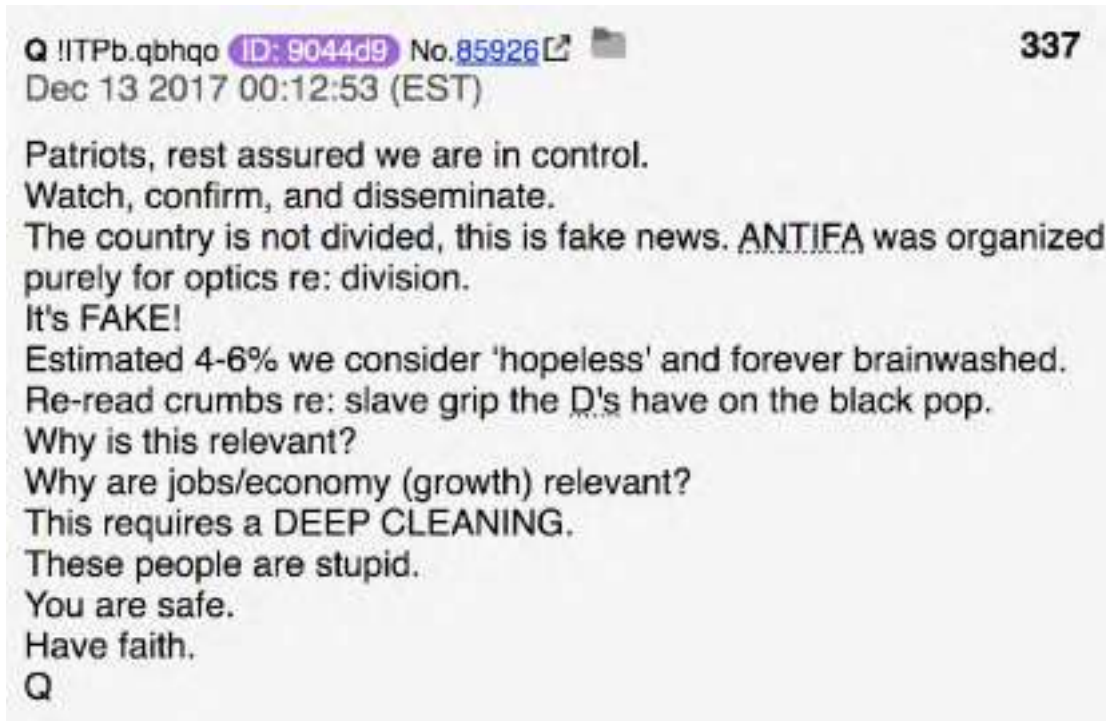 Q !ITPb.qbhqo ID: 9044d9 No.85926 337
Dec 13 2017 00:12:53 (EST)
Patriots, rest assured we are in control.
Watch, confirm, and disseminate.
The country is not divided, this is fake news. ANTIFA was organized
purely for optics re: division.
It's FAKE!
Estimated 4-6% we consider 'hopeless' and forever brainwashed.
Re-read crumbs re: slave grip the D's have on the black pop.
Why is this relevant?
Why are jobs/economy (growth) relevant?
This requires a DEEP CLEANING.
These people are stupid.
You are safe.
Have faith.
Q